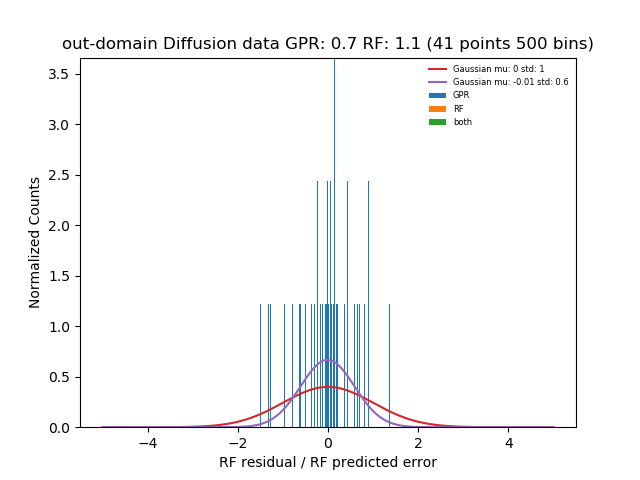 out-domain Diffusion data GPR: 0.7 RF: 1.1 (41 points 500 bins)
Gaussian mu: 0 std: 1
Gaussian mu: -0.01 std: 0.6
GPR
RF
both
3.5
3.0
2.5
2.0
1.5
1.0
0.5
0.0
Normalized Counts
−4
−2
0
2
4
RF residual / RF predicted error